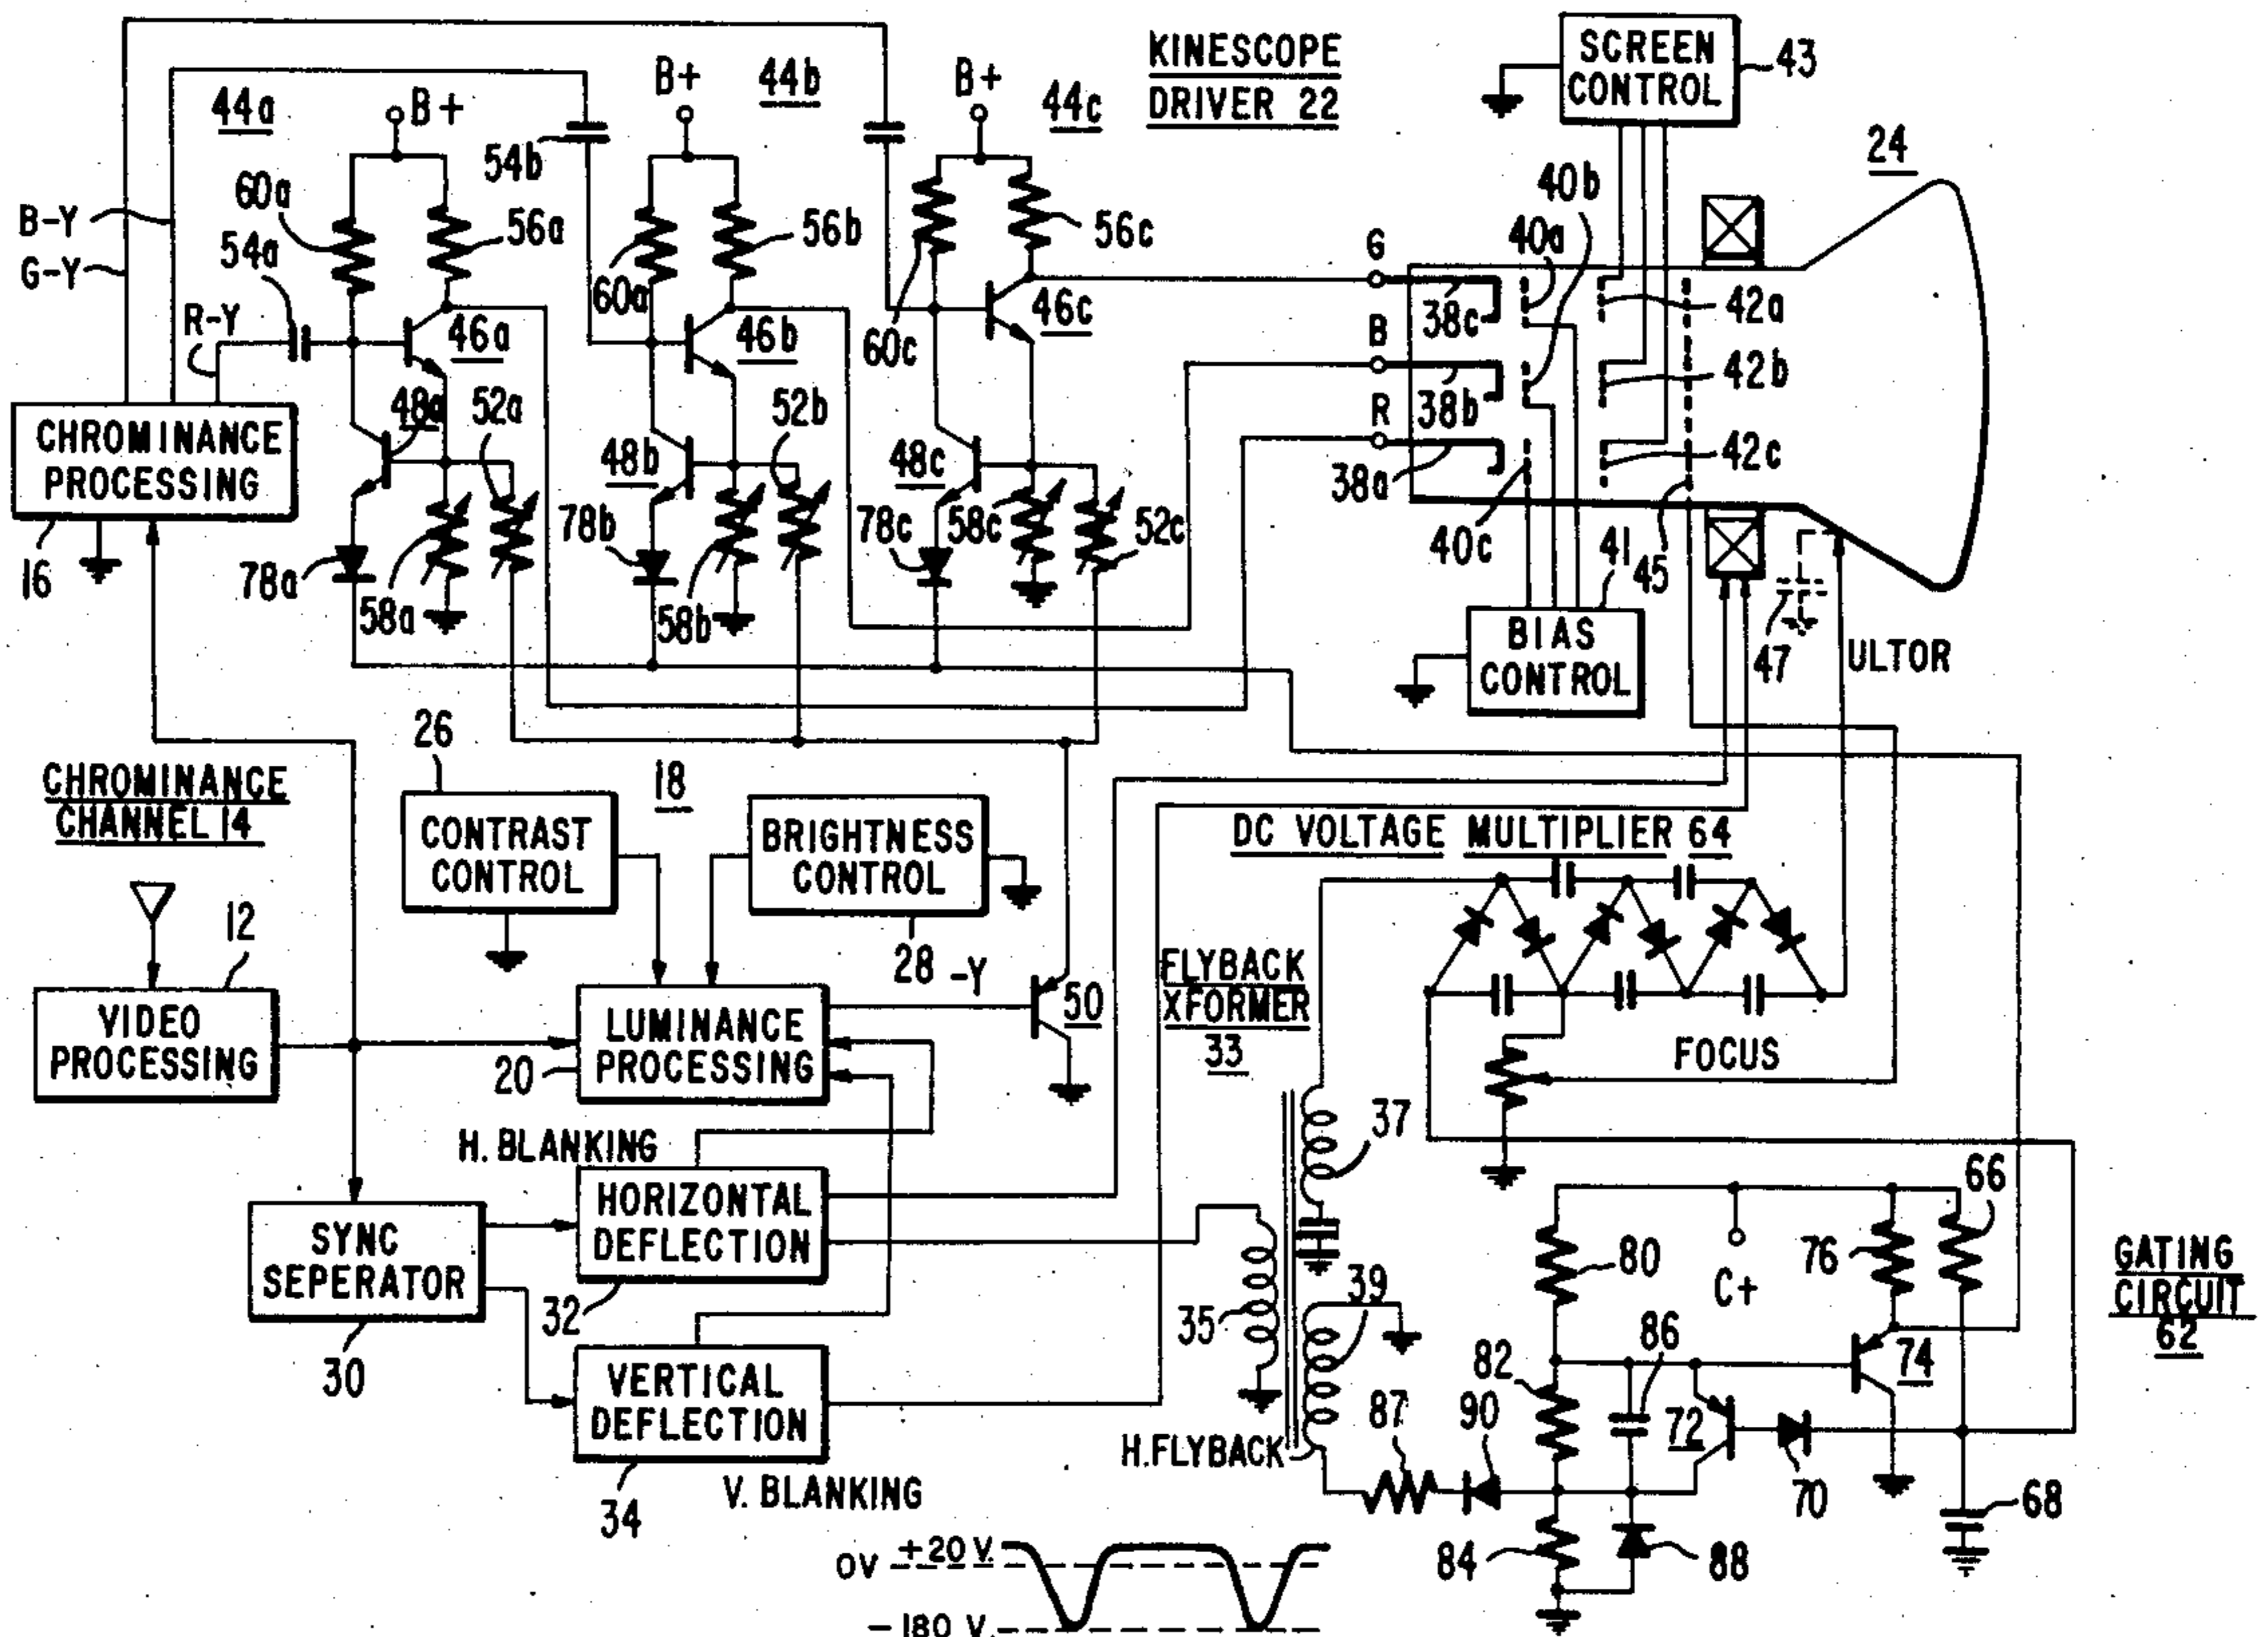 KINESCOPE
DRIVER 22
SCREEN
CONTROL
43
44a
B+
B+
44b
B+
44c
24
54b
60a
56a
56b
56c
B-Y
G-Y
54a
R-Y
60a
46a
46b
60c
46c
G
B
R
38c
38b
38a
40a
40b
40c
42a
42b
42c
CHROMINANCE
PROCESSING
16
48a
52a
48b
52b
48c
52c
78a
58a
78b
58b
78c
58c
41
45
47
ULTOR
BIAS
CONTROL
CHROMINANCE
CHANNEL 14
26
18
CONTRAST
CONTROL
BRIGHTNESS
CONTROL
28
-Y
50
DC VOLTAGE MULTIPLIER 64
12
VIDEO
PROCESSING
LUMINANCE
PROCESSING
20
FLYBACK
XFORMER
33
FOCUS
H. BLANKING
37
SYNC
SEPERATOR
30
HORIZONTAL
DEFLECTION
32
35
39
VERTICAL
DEFLECTION
34
V. BLANKING
H.FLYBACK
66
80
C+
76
GATING
CIRCUIT
62
82
86
74
87
90
72
70
68
84
88
0V
+20 V.
-180 V.